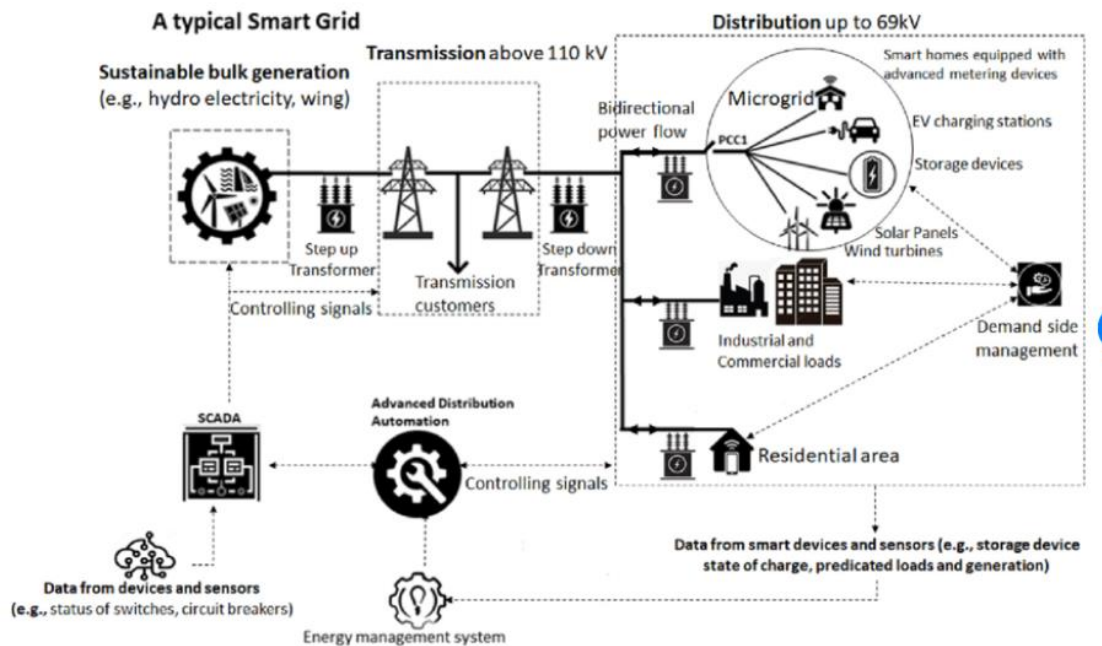 A typical Smart Grid
Distribution up to 69kV
Transmission above 110 kV
Sustainable bulk generation
(e.g., hydro electricity, wing)
Smart homes equipped with
advanced metering devices
Microgrid
Bidirectional
power flow
PCC1
EV charging stations
Storage devices
Solar Panels
Wind turbines
Step up
Transformer
Step down
Transformer
Transmission
customers
Controlling signals
Industrial and
Commercial loads
Demand side
management
Advanced Distribution
Automation
SCADA
Residential area
Controlling signals
Data from smart devices and sensors (e.g., storage device
state of charge, predicated loads and generation)
Data from devices and sensors
(e.g., status of switches, circuit breakers)
Energy management system